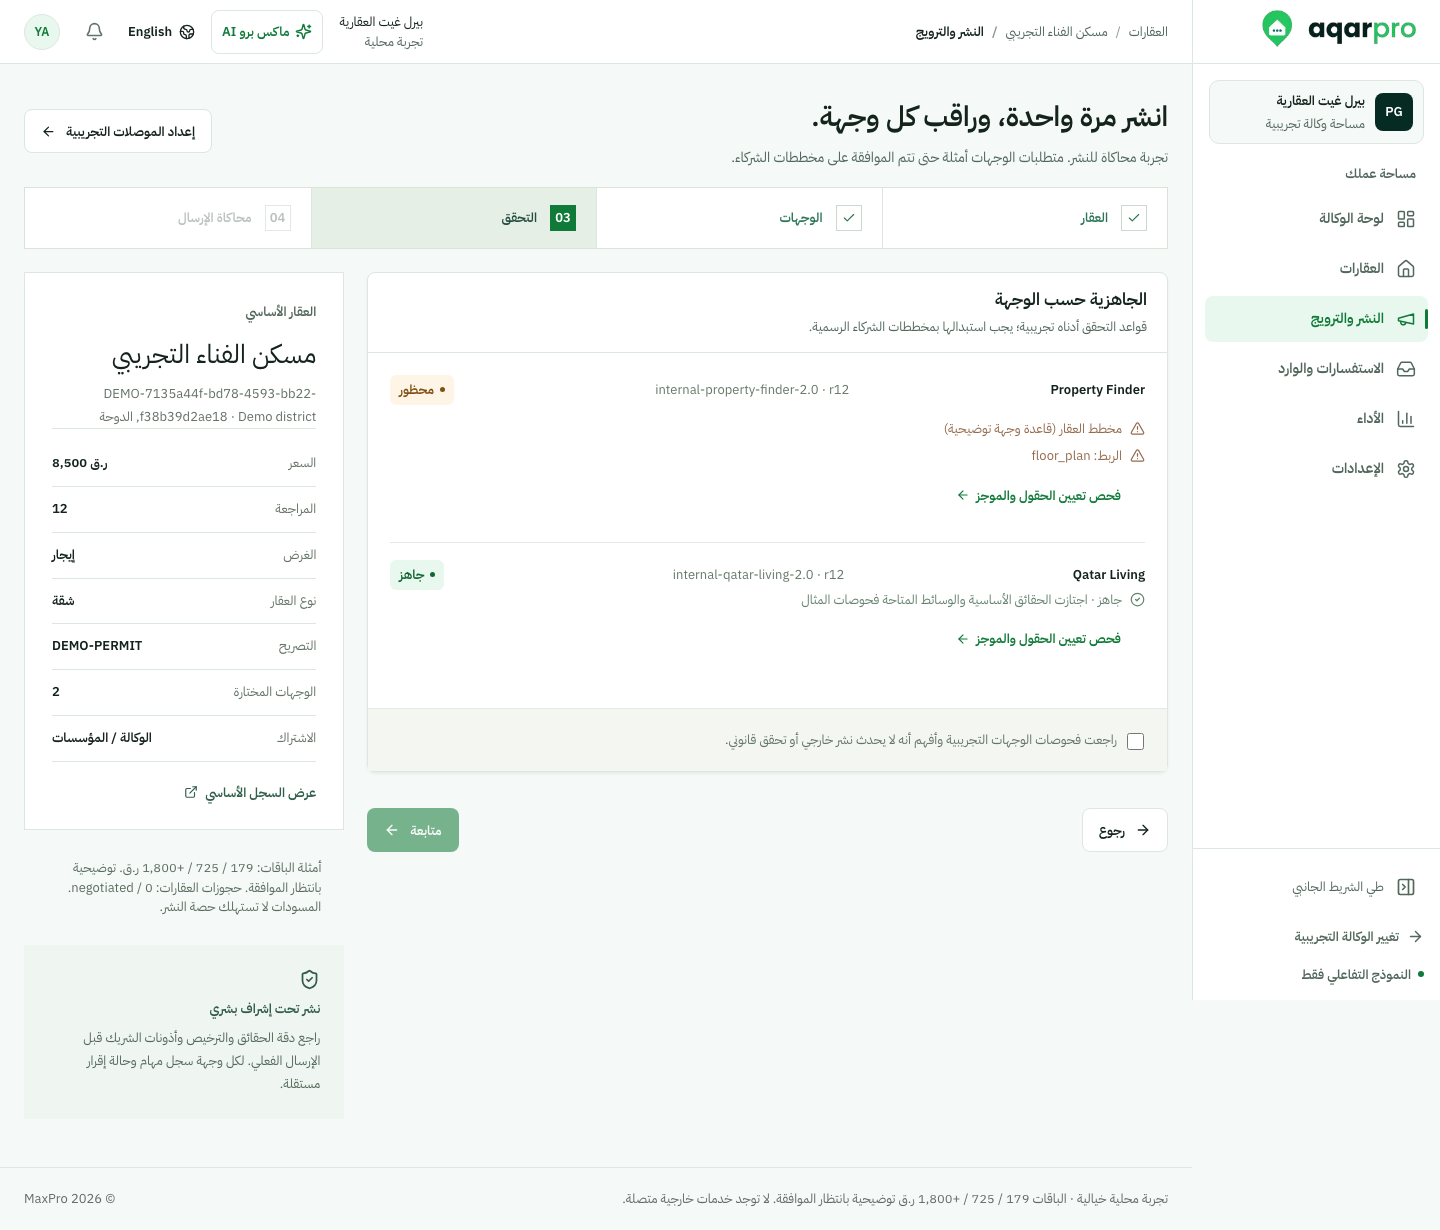 aqarpro
PG
بيرل غيت العقارية
مساحة وكالة تجريبية
مساحة عملك
لوحة الوكالة
العقارات
النشر والترويج
الاستفسارات والوارد
الأداء
الإعدادات
طي الشريط الجانبي
تغيير الوكالة التجريبية
النموذج التفاعلي فقط
العقارات / مسكن الفناء التجريبي / النشر والترويج
بيرل غيت العقارية
تجربة محلية
ماكس برو AI
English
YA
انشر مرة واحدة، وراقب كل وجهة.
تجربة محاكاة للنشر. متطلبات الوجهات أمثلة حتى تتم الموافقة على مخططات الشركاء.
إعداد الموصلات التجريبية
العقار
الوجهات
03 التحقق
04 محاكاة الإرسال
الجاهزية حسب الوجهة
قواعد التحقق أدناه تجريبية؛ يجب استبدالها بمخططات الشركاء الرسمية.
Property Finder
internal-property-finder-2.0 · r12
محظور
مخطط العقار (قاعدة وجهة توضيحية)
الربط: floor_plan
فحص تعيين الحقول والموجز
Qatar Living
internal-qatar-living-2.0 · r12
جاهز
جاهز · اجتازت الحقائق الأساسية والوسائط المتاحة فحوصات المثال
فحص تعيين الحقول والموجز
راجعت فحوصات الوجهات التجريبية وأفهم أنه لا يحدث نشر خارجي أو تحقق قانوني.
رجوع
متابعة
العقار الأساسي
مسكن الفناء التجريبي
DEMO-7135a44f-bd78-4593-bb22-
f38b39d2ae18 · Demo district, الدوحة
السعر
8,500 ر.ق
المراجعة
12
الغرض
إيجار
نوع العقار
شقة
التصريح
DEMO-PERMIT
الوجهات المختارة
2
الاشتراك
الوكالة / المؤسسات
عرض السجل الأساسي
أمثلة الباقات: 179 / 725 / +1,800 ر.ق. توضيحية
بانتظار الموافقة. حجوزات العقارات: 0 / negotiated.
المسودات لا تستهلك حصة النشر.
نشر تحت إشراف بشري
راجع دقة الحقائق والترخيص وأذونات الشريك قبل
الإرسال الفعلي. لكل وجهة سجل مهام وحالة إقرار
مستقلة.
تجربة محلية خيالية · الباقات 179 / 725 / +1,800 ر.ق توضيحية بانتظار الموافقة. لا توجد خدمات خارجية متصلة.
© 2026 MaxPro